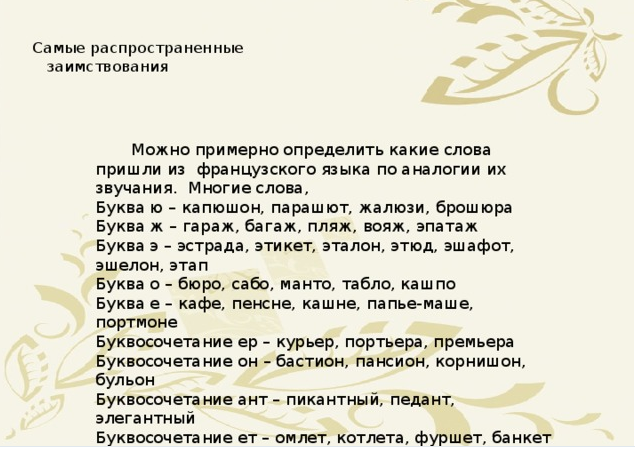 Самые распространенные
заимствования
Можно примерно определить какие слова
пришли из французского языка по аналогии их
звучания. Многие слова,
Буква ю – капюшон, парашют, жалюзи, брошюра
Буква ж – гараж, багаж, пляж, вояж, эпатаж
Буква э – эстрада, этикет, эталон, этюд, эшафот,
эшелон, этап
Буква о – бюро, сабо, манто, табло, кашпо
Буква е – кафе, пенсне, кашне, папье-маше,
портмоне
Буквосочетание ер – курьер, портьера, премьера
Буквосочетание он – бастион, пансион, корнишон,
бульон
Буквосочетание ант – пикантный, педант,
элегантный
Буквосочетание ет – омлет, котлета, фуршет, банкет